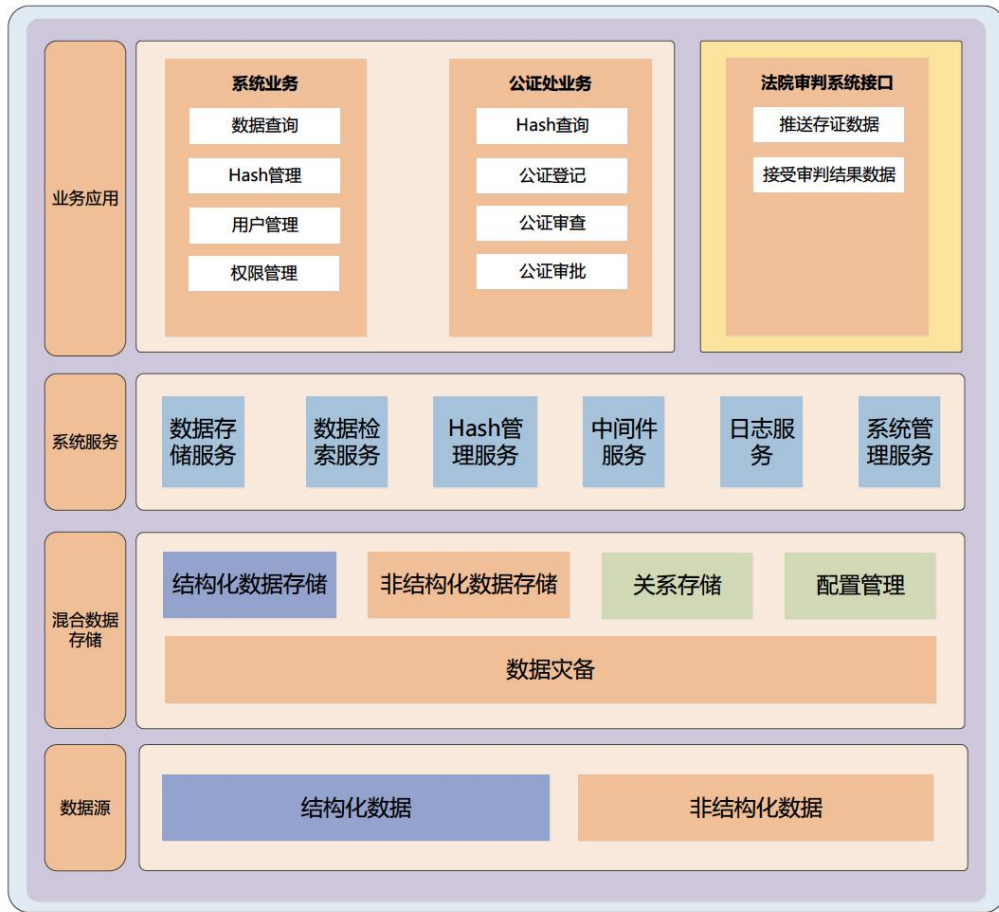 业务应用
系统业务
数据查询
Hash管理
用户管理
权限管理
公证处业务
Hash查询
公证登记
公证审查
公证审批
法院审判系统接口
推送存证数据
接受审判结果数据
系统服务
数据存
储服务
数据检
索服务
Hash管
理服务
中间件
服务
日志服
务
系统管
理服务
混合数据
存储
结构化数据存储
非结构化数据存储
关系存储
配置管理
数据灾备
数据源
结构化数据
非结构化数据